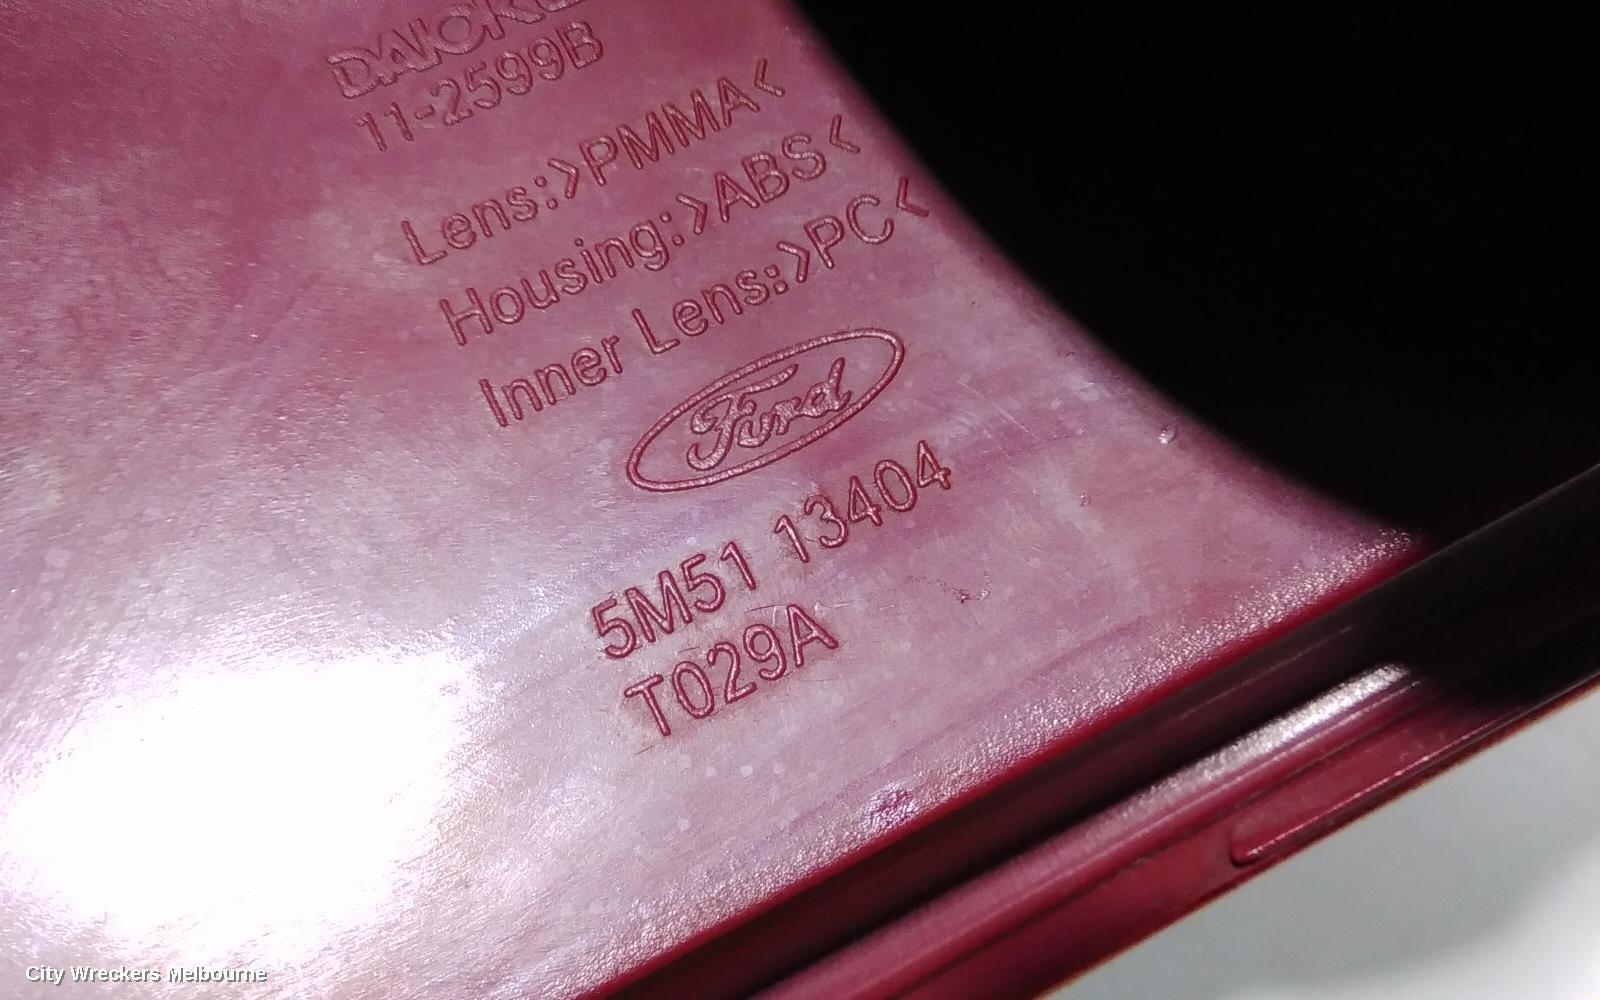 11-2599B
Lens:>PMMA<
Housing:>ABS<
Inner Lens:>PC<
Ford
5M51 13404
T029A
City Wreckers Melbourne